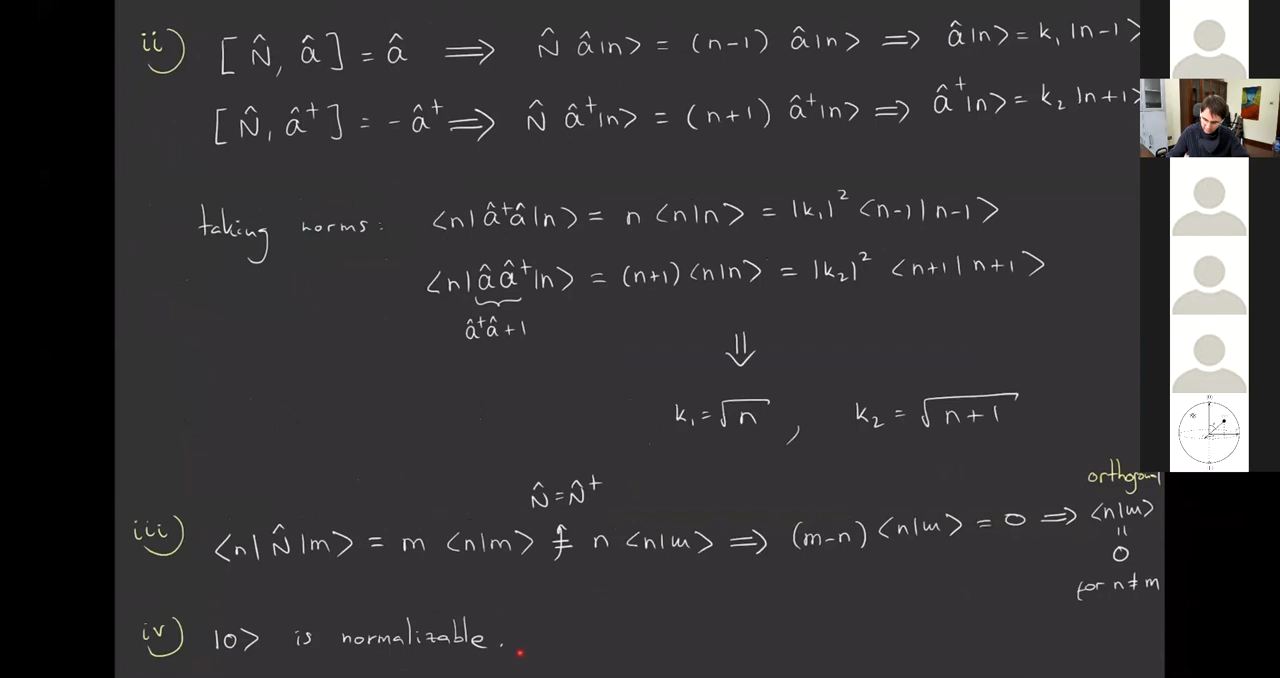 ii) [N̂, â] = â ⟹ N̂ â|n> = (n-1) â|n> ⟹ â|n> = k₁ |n-1>
[N̂, â⁺] = -â⁺ ⟹ N̂ â⁺|n> = (n+1) â⁺|n> ⟹ â⁺|n> = k₂ |n+1>
taking norms: <n|â⁺â|n> = n <n|n> = |k₁|² <n-1|n-1>
<n|ââ⁺|n> = (n+1) <n|n> = |k₂|² <n+1|n+1>
â⁺â + 1
⇓
k₁ = √n , k₂ = √(n+1)
N̂ = N̂⁺
orthogonal
iii) <n|N̂|m> = m <n|m> = n <n|m> ⟹ (m-n) <n|m> = 0 ⟹ <n|m>
=
0
for n ≠ m
iv) |0> is normalizable.